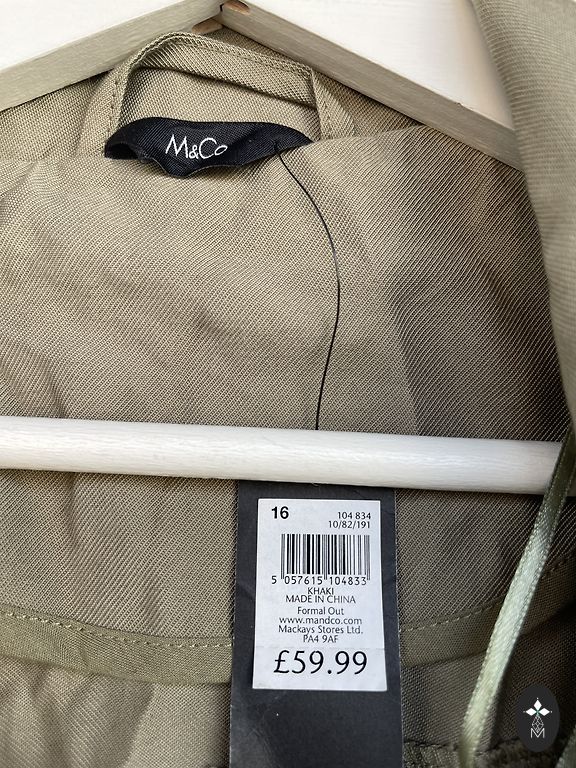 M&Co
16
104 834
10/82/191
5 057615 104833
KHAKI
MADE IN CHINA
Formal Out
www.mandco.com
Mackays Stores Ltd.
PA4 9AF
£59.99
M